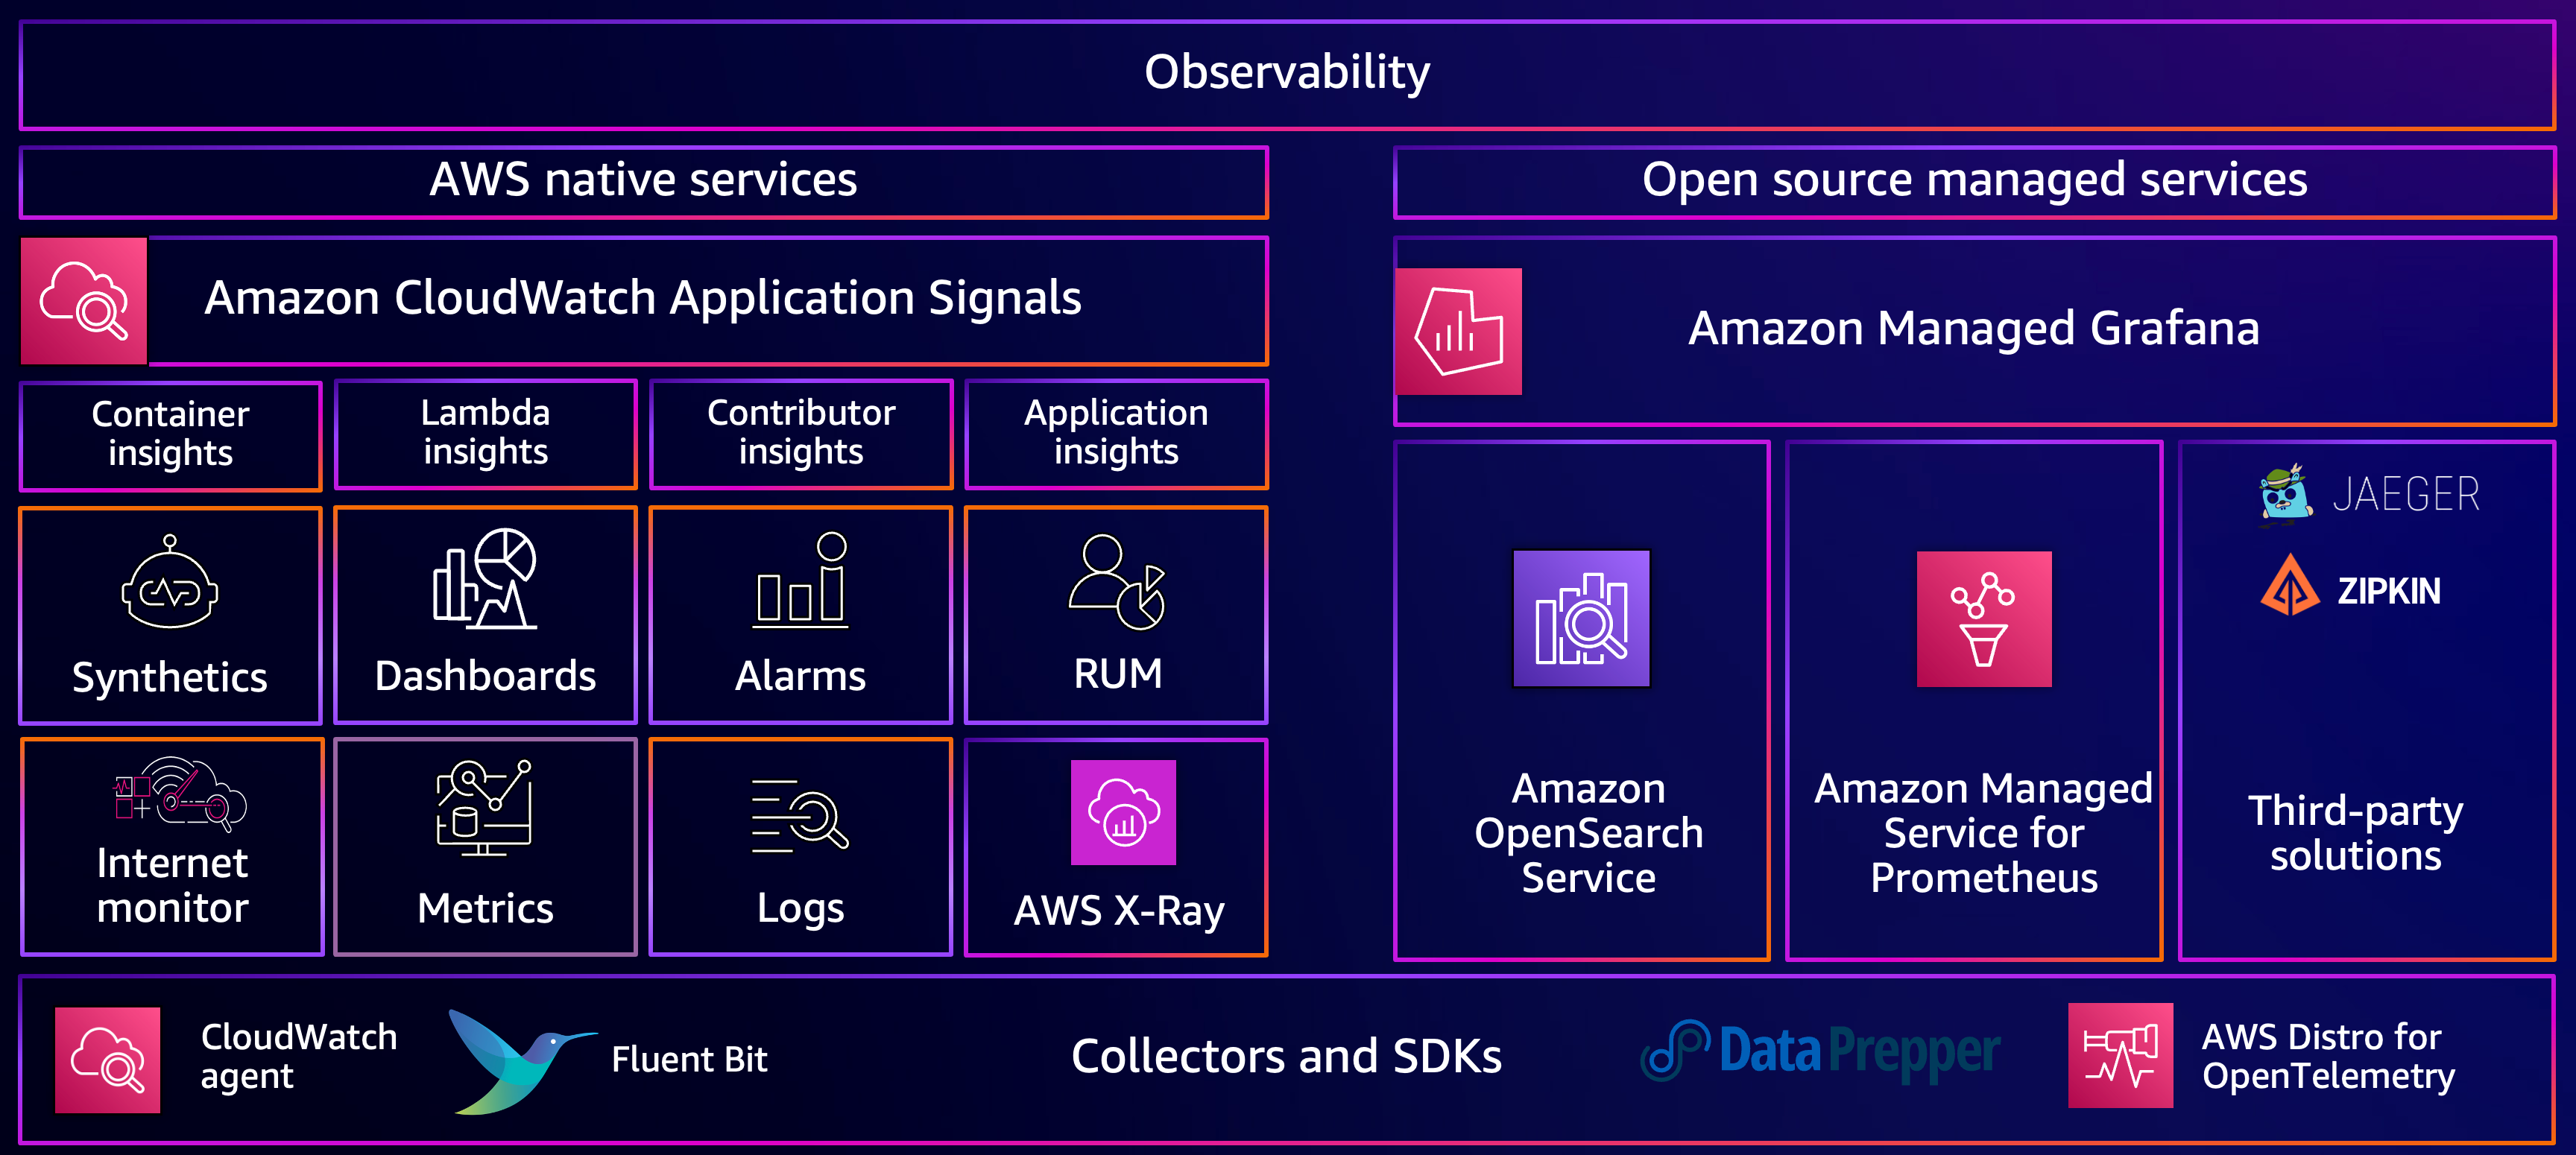 Observability
AWS native services
Open source managed services
Amazon CloudWatch Application Signals
Amazon Managed Grafana
Container
insights
Lambda
insights
Contributor
insights
Application
insights
Synthetics
Dashboards
Alarms
RUM
Internet
monitor
Metrics
Logs
AWS X-Ray
Amazon
OpenSearch
Service
Amazon Managed
Service for
Prometheus
JAEGER
ZIPKIN
Third-party
solutions
CloudWatch
agent
Fluent Bit
Collectors and SDKs
Data Prepper
AWS Distro for
OpenTelemetry